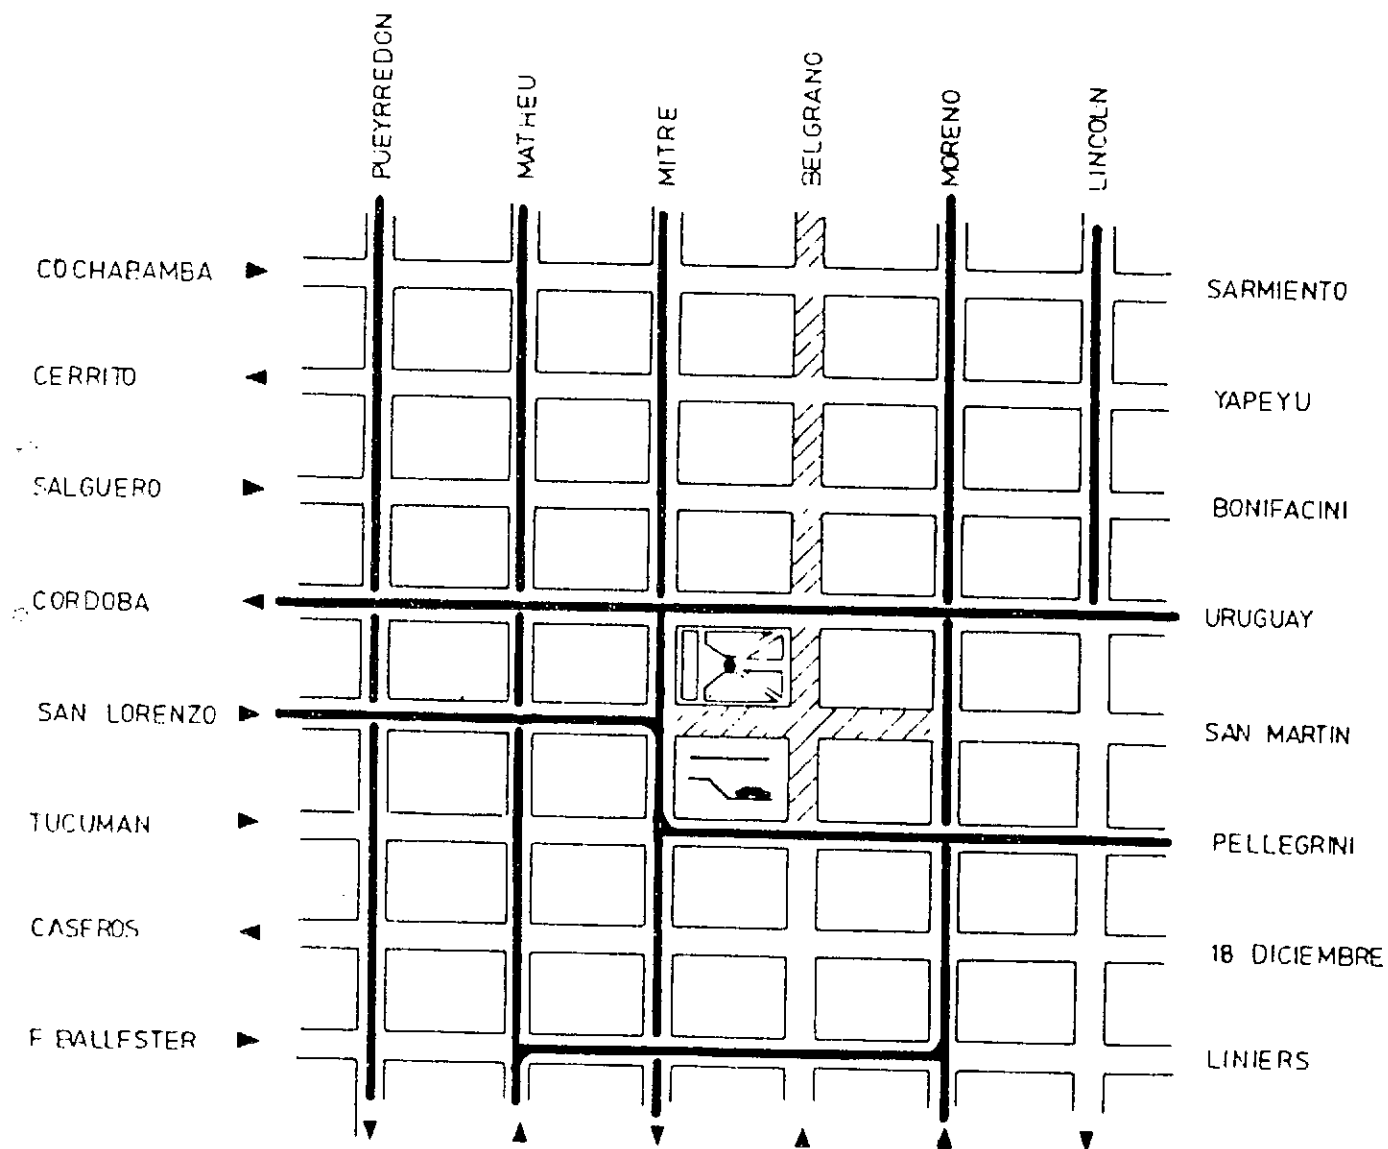 PUEYRREDON
MATHEU
MITRE
BELGRANO
MORENO
LINCOLN
COCHABAMBA
SARMIENTO
CERRITO
YAPEYU
SALGUERO
BONIFACINI
CORDOBA
URUGUAY
SAN LORENZO
SAN MARTIN
TUCUMAN
PELLEGRINI
CASEROS
18 DICIEMBRE
F BALLESTER
LINIERS